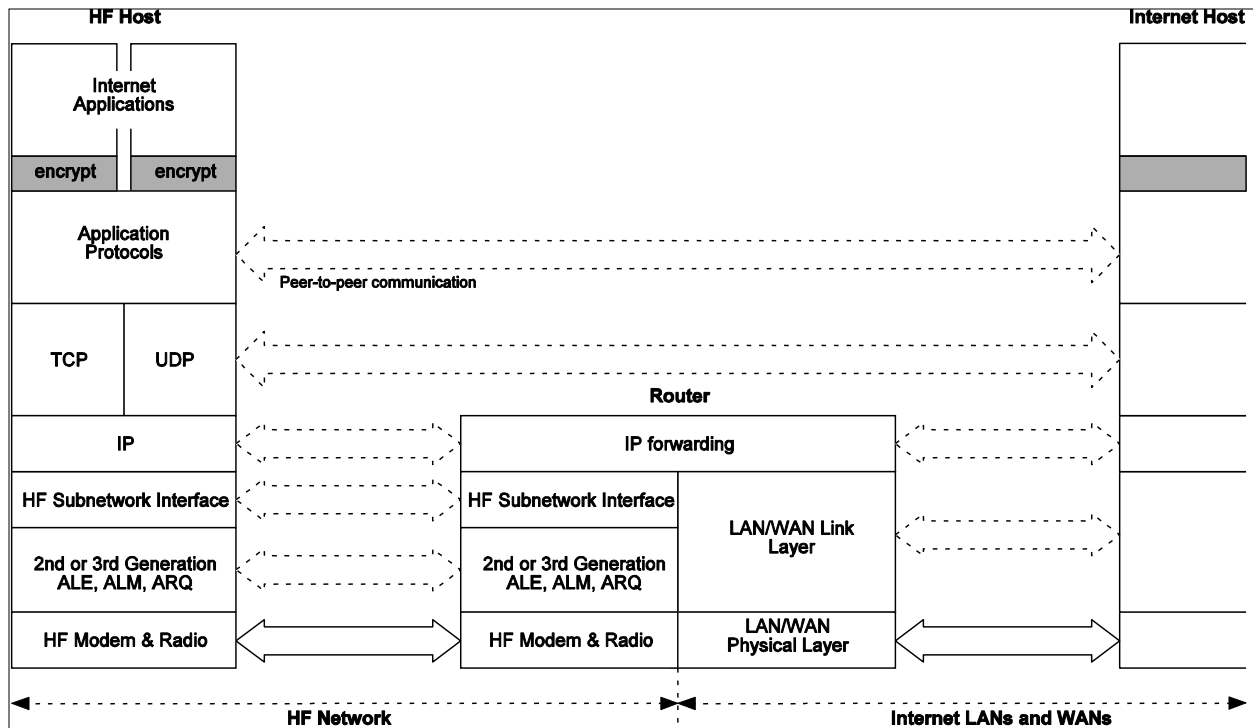 HF Host
Internet Host
Internet
Applications
encrypt
encrypt
Application
Protocols
Peer-to-peer communication
TCP
UDP
Router
IP
IP forwarding
HF Subnetwork Interface
HF Subnetwork Interface
LAN/WAN Link
Layer
2nd or 3rd Generation
ALE, ALM, ARQ
2nd or 3rd Generation
ALE, ALM, ARQ
HF Modem & Radio
HF Modem & Radio
LAN/WAN
Physical Layer
HF Network
Internet LANs and WANs